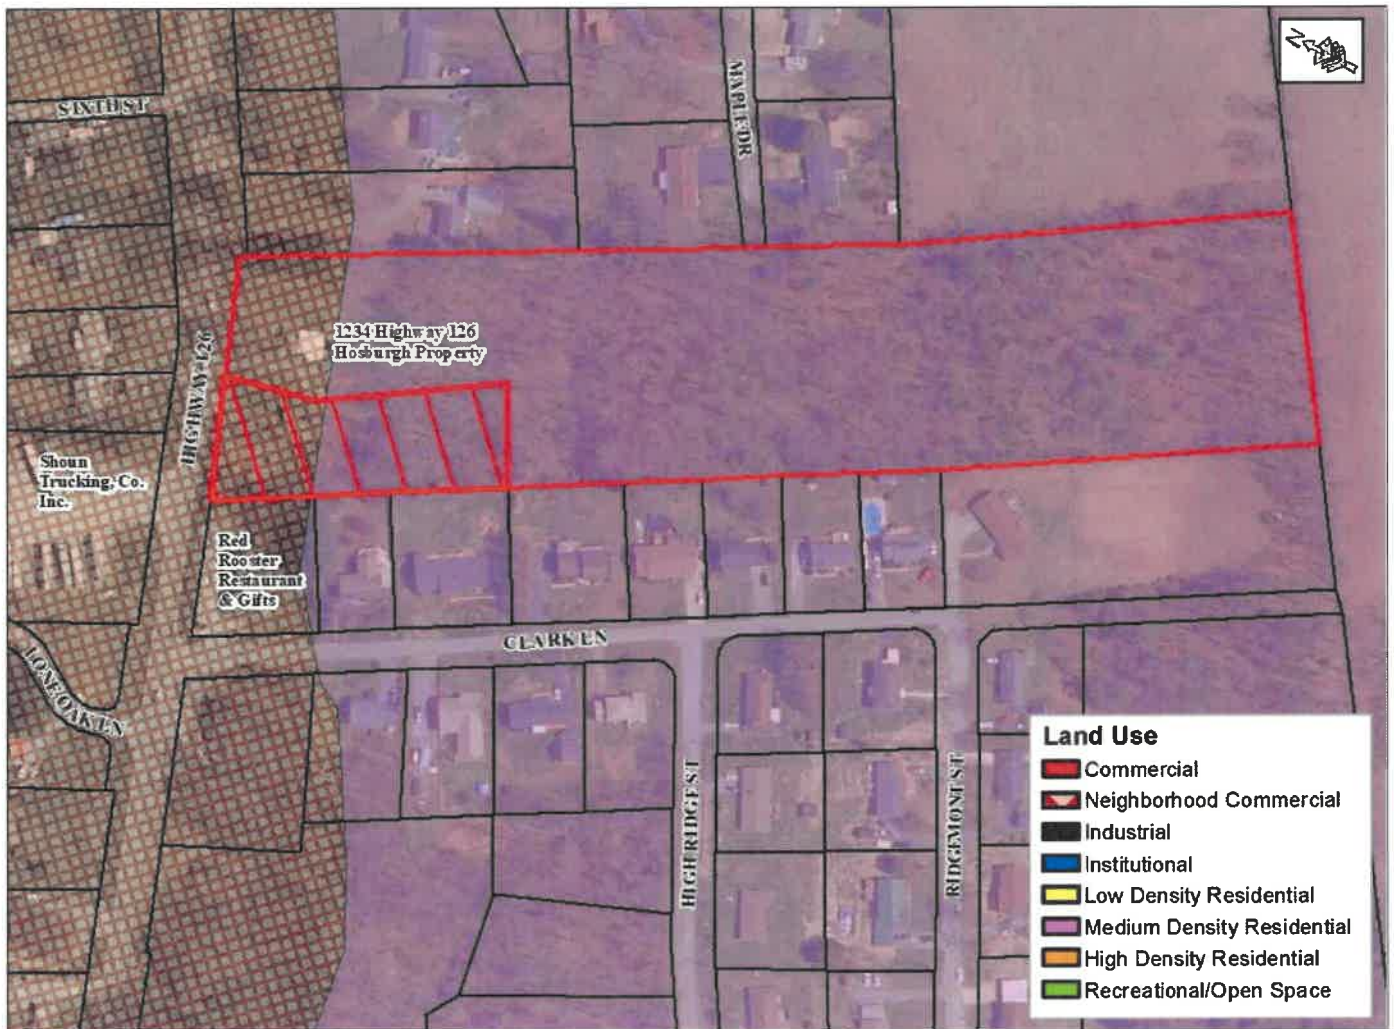 N
SIXTH ST
MAPLE DR
1234 Highway 126
Hosburgh Property
HIGHWAY 126
Shoun
Trucking, Co.
Inc.
Red
Rooster
Restaurant
& Gifts
CLARK LN
LONE OAK LN
HIGH RIDGE ST
RIDGEMONT ST
Land Use
Commercial
Neighborhood Commercial
Industrial
Institutional
Low Density Residential
Medium Density Residential
High Density Residential
Recreational/Open Space